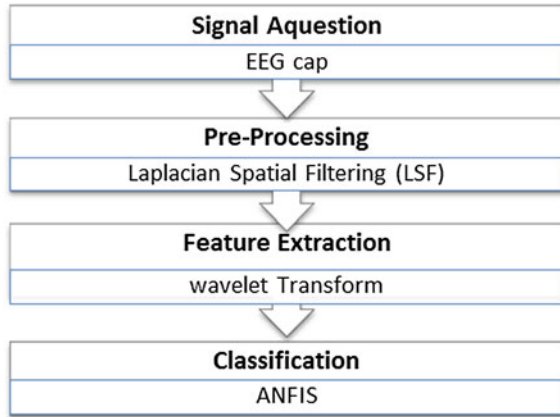 Signal Aquestion
EEG cap
Pre-Processing
Laplacian Spatial Filtering (LSF)
Feature Extraction
wavelet Transform
Classification
ANFIS